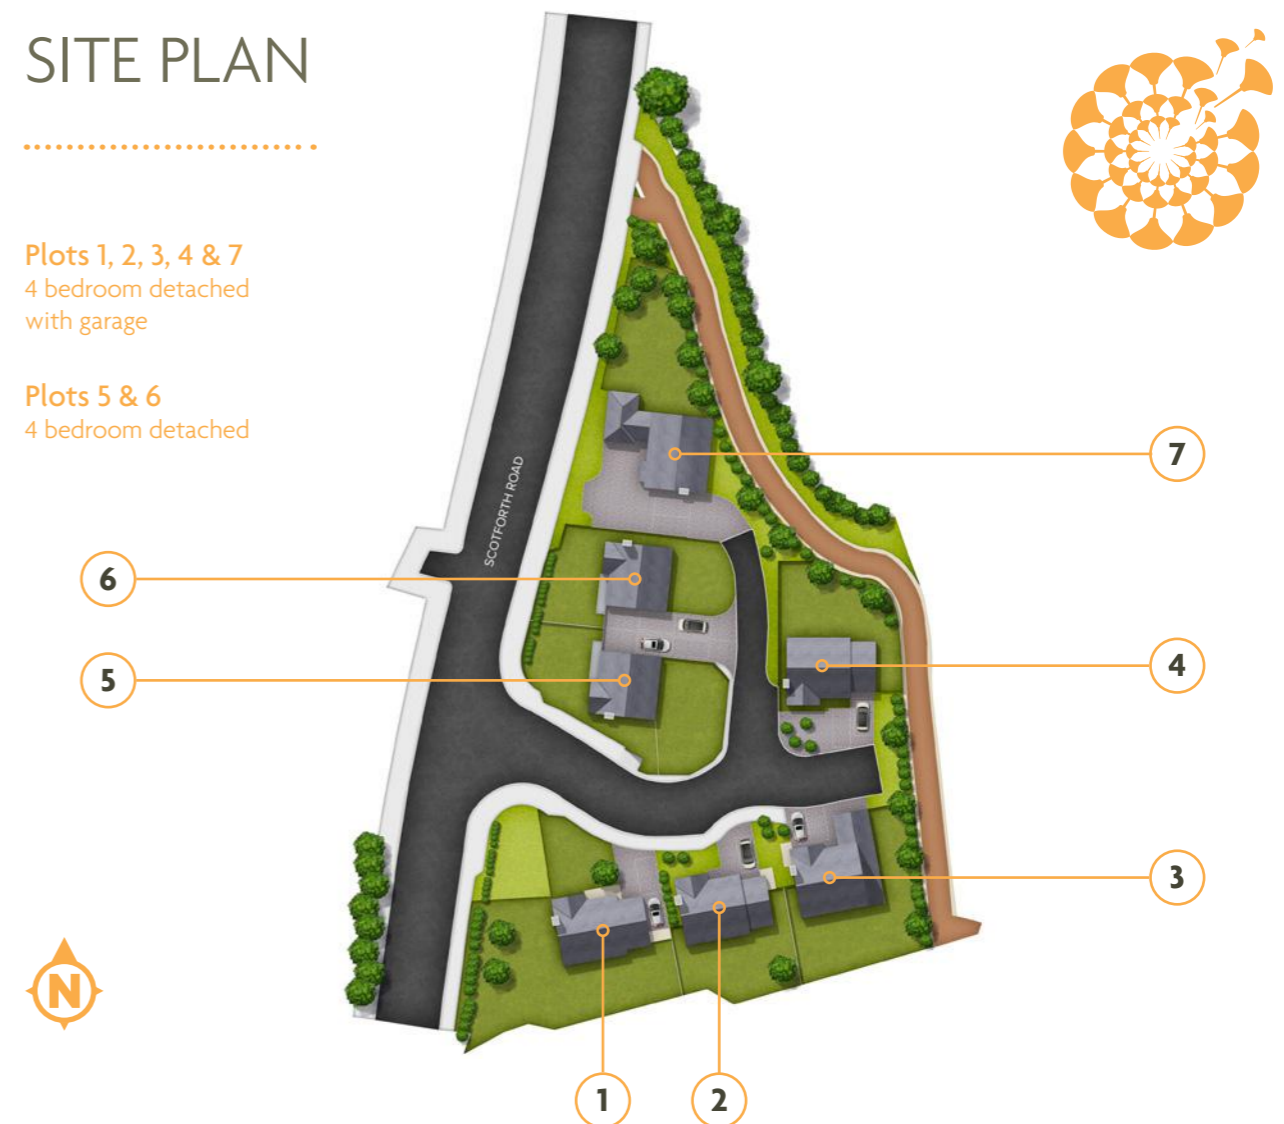 SITE PLAN
Plots 1, 2, 3, 4 & 7
4 bedroom detached
with garage
Plots 5 & 6
4 bedroom detached
SCOTFORTH ROAD
7
6
5
4
3
1
2
N